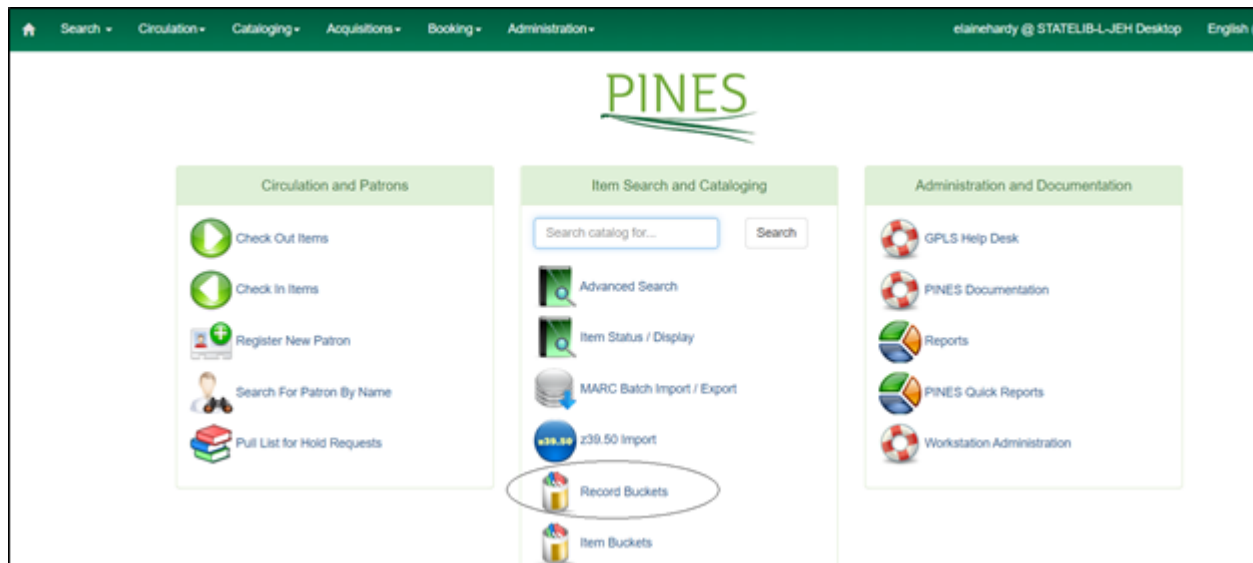 Search Circulation Cataloging Acquisitions Booking Administration elainehardy @ STATELIB-L-JEH Desktop English
PINES
Circulation and Patrons
Check Out Items
Check In Items
Register New Patron
Search For Patron By Name
Pull List for Hold Requests
Item Search and Cataloging
Search catalog for... Search
Advanced Search
Item Status / Display
MARC Batch Import / Export
z39.50 z39.50 Import
Record Buckets
Item Buckets
Administration and Documentation
GPLS Help Desk
PINES Documentation
Reports
PINES Quick Reports
Workstation Administration